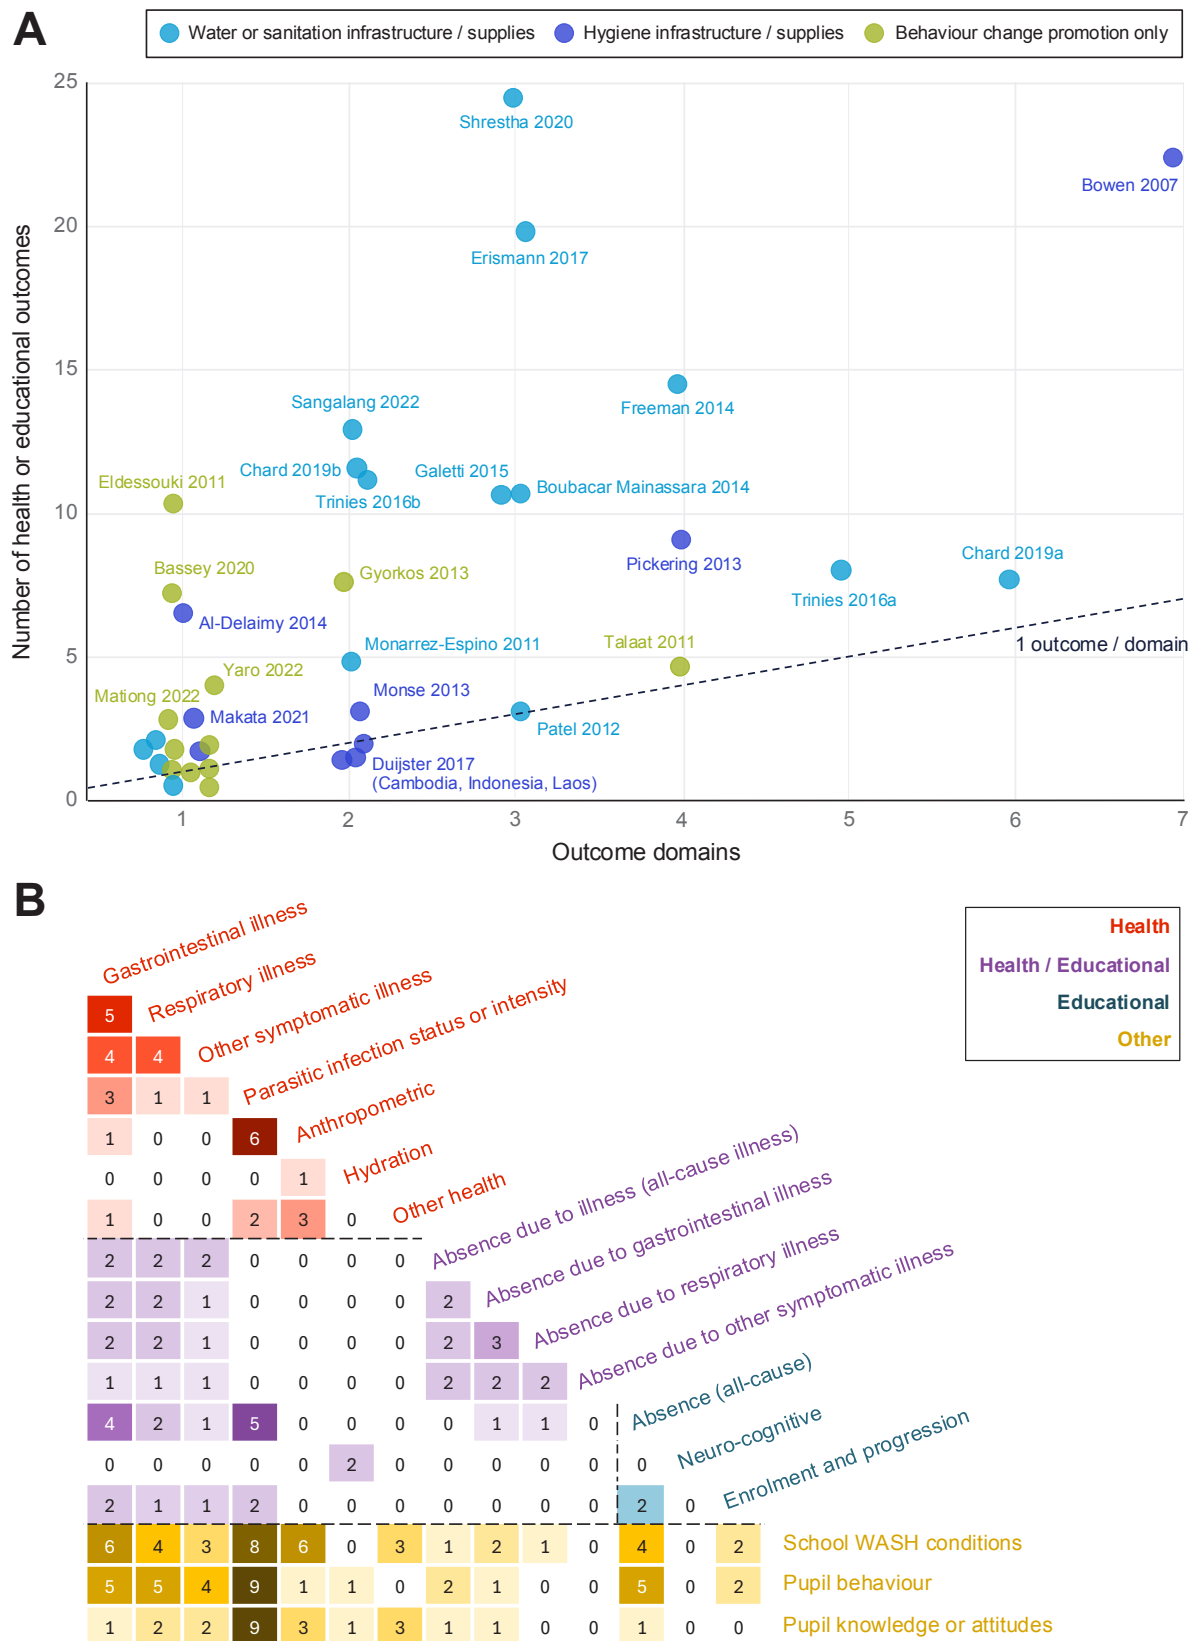 A
Water or sanitation infrastructure / supplies
Hygiene infrastructure / supplies
Behaviour change promotion only
Number of health or educational outcomes
25
20
15
10
5
0
Shrestha 2020
Bowen 2007
Erismann 2017
Freeman 2014
Sangalang 2022
Chard 2019b
Galetti 2015
Trinies 2016b
Boubacar Mainassara 2014
Eldessouki 2011
Pickering 2013
Chard 2019a
Bassey 2020
Gyorkos 2013
Trinies 2016a
Al-Delaimy 2014
Monarrez-Espino 2011
Talaat 2011
1 outcome / domain
Yaro 2022
Mationg 2022
Monse 2013
Makata 2021
Patel 2012
Duijster 2017
(Cambodia, Indonesia, Laos)
1 2 3 4 5 6 7
Outcome domains
B
Health
Health / Educational
Educational
Other
Gastrointestinal illness
5 Respiratory illness
4 4 Other symptomatic illness
3 1 1 Parasitic infection status or intensity
1 0 0 6 Anthropometric
0 0 0 0 1 Hydration
1 0 0 2 3 0 Other health
2 2 2 0 0 0 0 Absence due to illness (all-cause illness)
2 2 1 0 0 0 0 2 Absence due to gastrointestinal illness
2 2 1 0 0 0 0 2 3 Absence due to respiratory illness
1 1 1 0 0 0 0 2 2 2 Absence due to other symptomatic illness
4 2 1 5 0 0 0 0 1 1 0 Absence (all-cause)
0 0 0 0 0 2 0 0 0 0 0 0 Neuro-cognitive
2 1 1 2 0 0 0 0 0 0 0 2 0 Enrolment and progression
6 4 3 8 6 0 3 1 2 1 0 4 0 2 School WASH conditions
5 5 4 9 1 1 0 2 1 0 0 5 0 2 Pupil behaviour
1 2 2 9 3 1 3 1 1 0 0 1 0 0 Pupil knowledge or attitudes